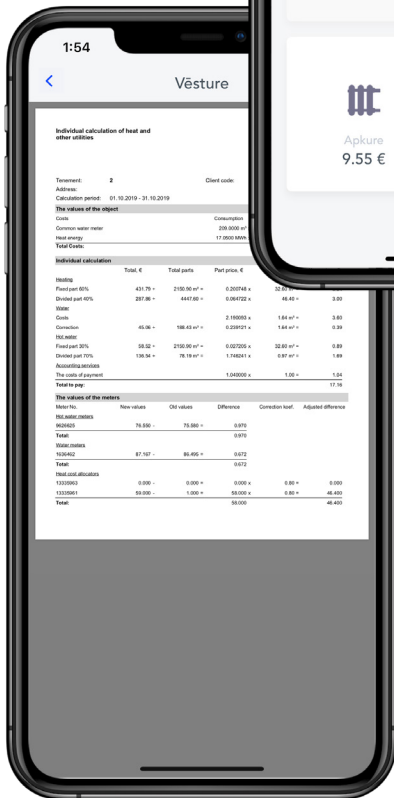 1:54
Vēsture
Apkure
9.55 €
Individual calculation of heat and
other utilities
Tenement: 2 Client code:
Address:
Calculation period: 01.10.2019 - 31.10.2019
The values of the object
Costs Consumption
Common water meter 209.0000 m³
Heat energy 17.0500 MWh
Total Costs:
Individual calculation
Total, € Total parts Part price, €
Heating
Fixed part 60% 431.79 ÷ 2150.90 m² = 0.200748 x
Divided part 40% 287.86 ÷ 4447.60 = 0.064722 x 46.40 = 3.00
Water
Costs 2.190093 x 1.64 m³ = 3.60
Correction 45.06 ÷ 188.43 m³ = 0.239121 x 1.64 m³ = 0.39
Hot water
Fixed part 30% 58.52 ÷ 2150.90 m² = 0.027205 x 32.60 m² = 0.89
Divided part 70% 136.54 ÷ 78.19 m³ = 1.746241 x 0.97 m³ = 1.69
Accounting services
The costs of payment 1.040000 x 1.00 = 1.04
Total to pay: 17.16
The values of the meters
Meter No. New values Old values Difference Correction koef. Adjusted difference
Hot water meters
9626825 76.550 - 75.580 = 0.970
Total: 0.970
Water meters
1636462 87.167 - 86.495 = 0.672
Total: 0.672
Heat cost allocators
13335963 0.000 - 0.000 = 0.000 x 0.80 = 0.000
13335961 59.000 - 1.000 = 58.000 x 0.80 = 46.400
Total: 58.000 46.400